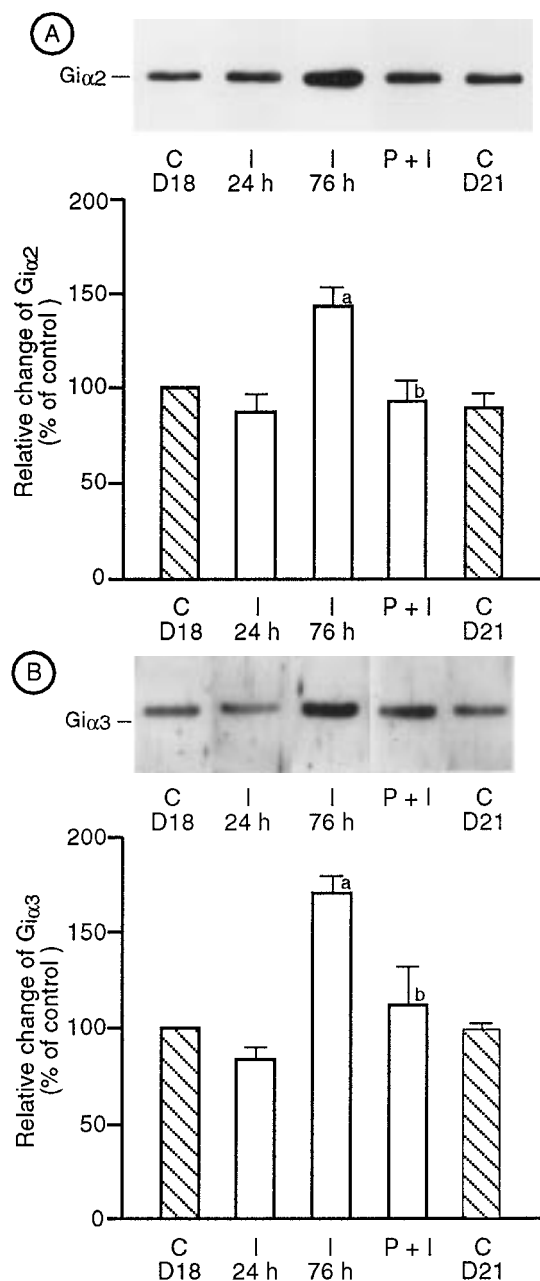 A
Giα2
C I I P + I C
D18 24 h 76 h D21
Relative change of Giα2
(% of control )
200
150
100
50
0
a
b
C I I P + I C
D18 24 h 76 h D21
B
Giα3
C I I P + I C
D18 24 h 76 h D21
Relative change of Giα3
(% of control )
200
150
100
50
0
a
b
C I I P + I C
D18 24 h 76 h D21